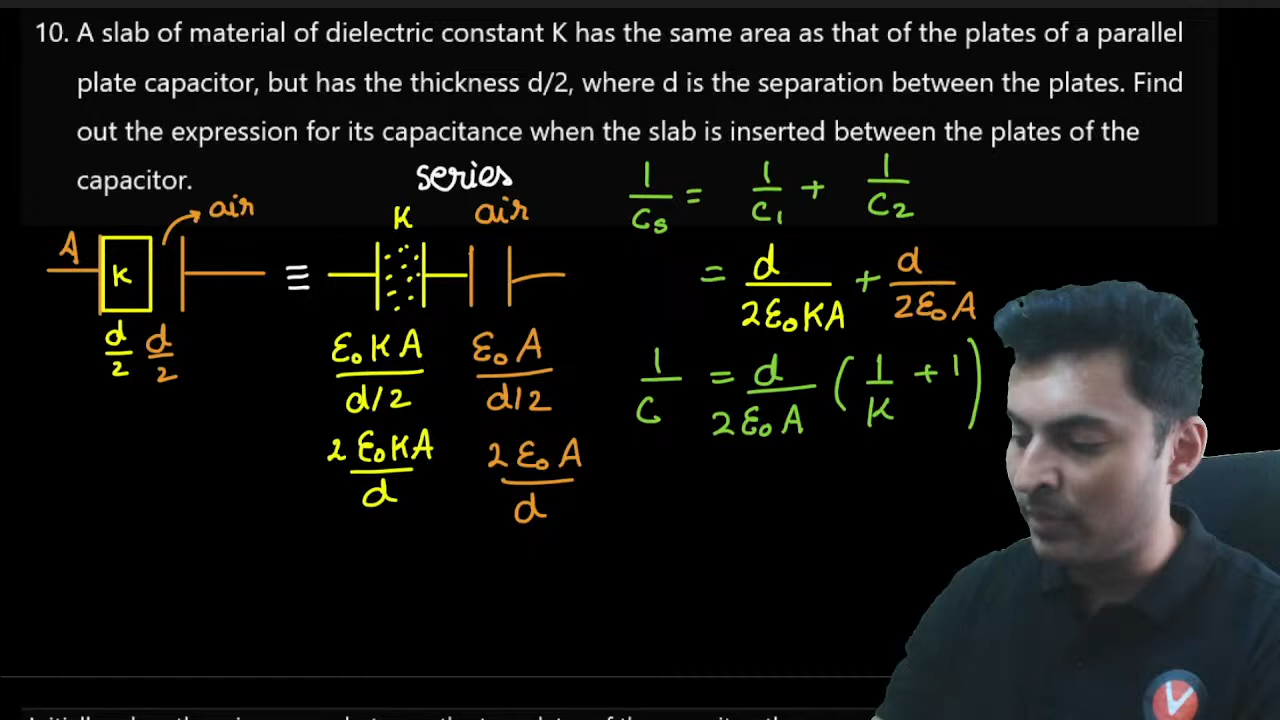 10. A slab of material of dielectric constant K has the same area as that of the plates of a parallel
plate capacitor, but has the thickness d/2, where d is the separation between the plates. Find
out the expression for its capacitance when the slab is inserted between the plates of the
capacitor.
series
air
A
K
d/2 d/2
≡
K air
ε₀KA/(d/2) ε₀A/(d/2)
2ε₀KA/d 2ε₀A/d
1/Cs = 1/C₁ + 1/C₂
= d/2ε₀KA + d/2ε₀A
1/C = d/2ε₀A (1/K + 1)
V